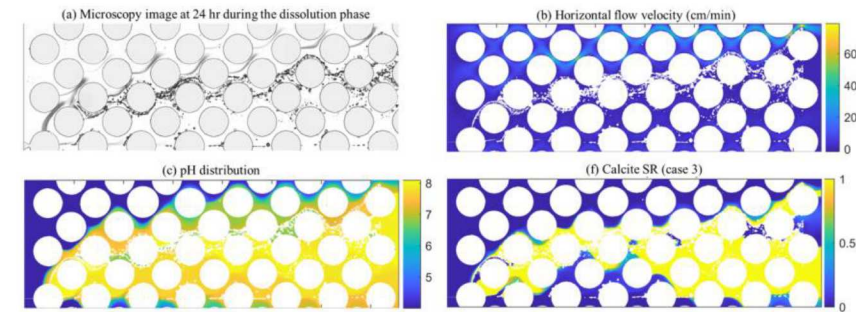 (a) Microscopy image at 24 hr during the dissolution phase
(b) Horizontal flow velocity (cm/min)
60
40
20
0
(c) pH distribution
8
7
6
5
(f) Calcite SR (case 3)
1
0.5
0